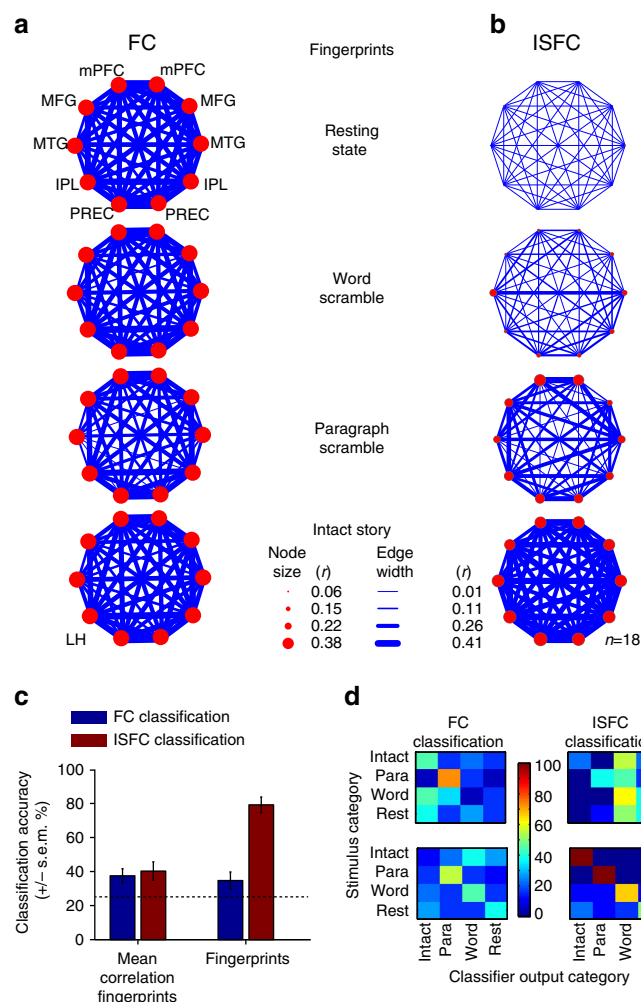 a
FC
Fingerprints
b
ISFC
mPFC
mPFC
MFG
MFG
MTG
MTG
IPL
IPL
PREC
PREC
Resting
state
Word
scramble
Paragraph
scramble
Intact story
Node
size
(r)
Edge
width
(r)
0.06
0.01
0.15
0.11
0.22
0.26
0.38
0.41
LH
n=18
c
FC classification
ISFC classification
Classification accuracy
(+/− s.e.m. %)
100
80
60
40
20
0
Mean
correlation
fingerprints
Fingerprints
d
FC
classification
ISFC
classificatio
Stimulus category
Intact
Para
Word
Rest
Intact
Para
Word
Rest
100
80
60
40
20
0
Intact
Para
Word
Rest
Intact
Para
Word
Classifier output category